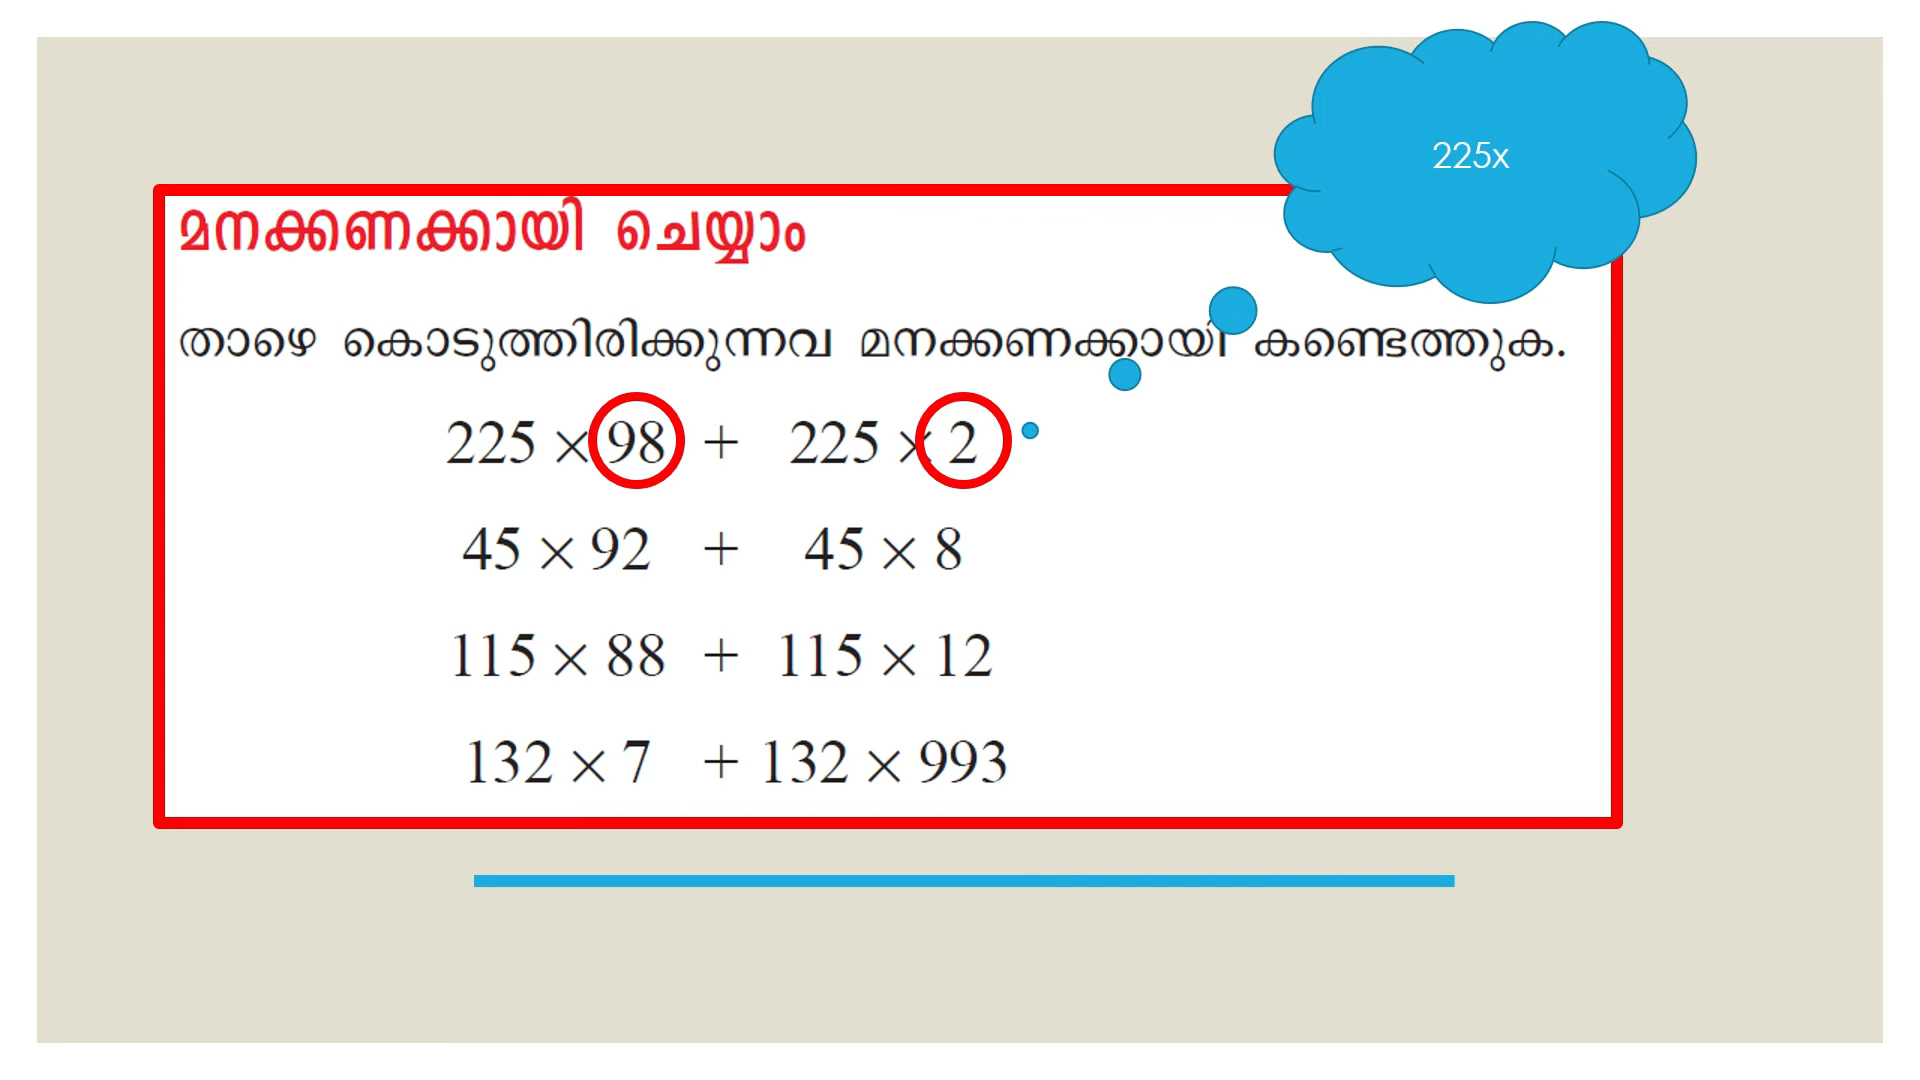 225x
മനക്കണക്കായി ചെയ്യാം
താഴെ കൊടുത്തിരിക്കുന്നവ മനക്കണക്കായി കണ്ടെത്തുക.
225 × 98 + 225 × 2
45 × 92 + 45 × 8
115 × 88 + 115 × 12
132 × 7 + 132 × 993